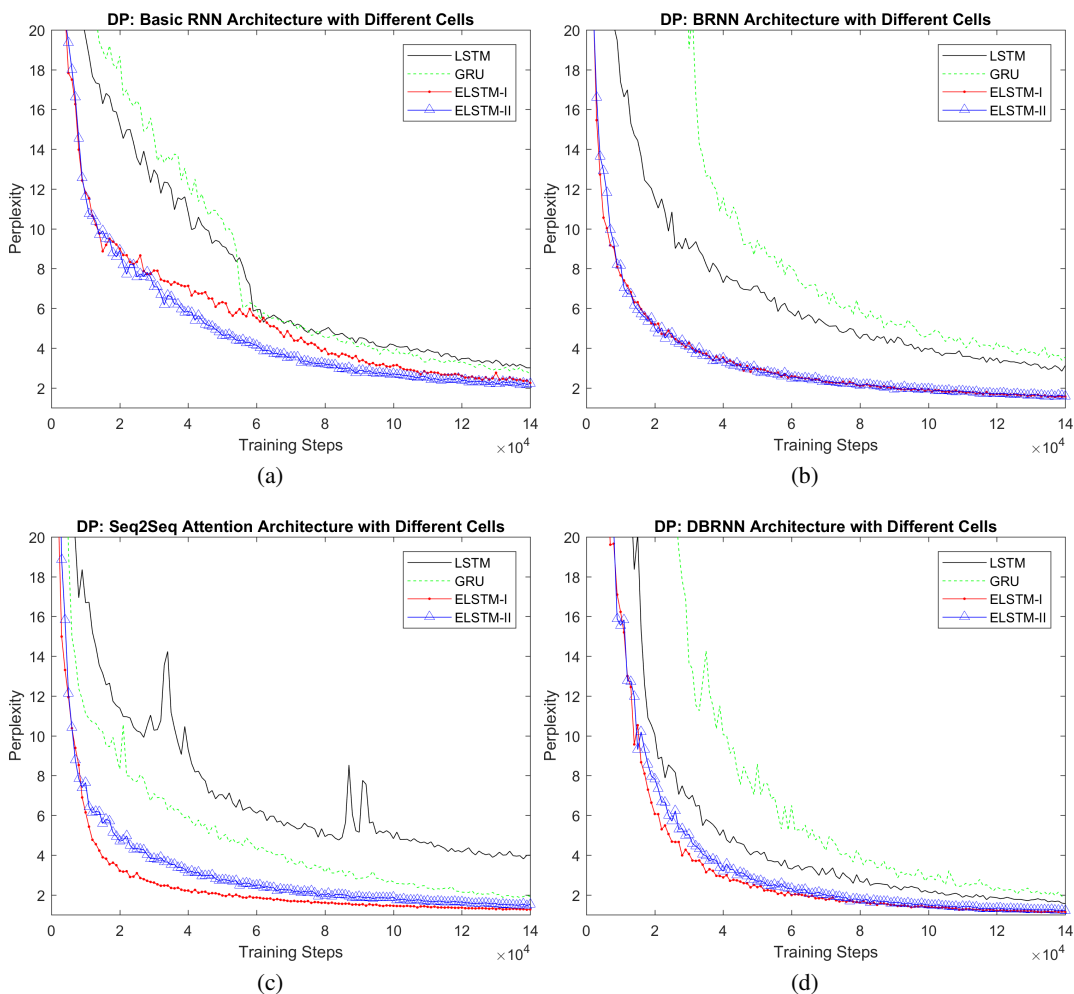 DP: Basic RNN Architecture with Different Cells
20
18
16
14
12
10
8
6
4
2
Perplexity
LSTM
GRU
ELSTM-I
ELSTM-II
0 2 4 6 8 10 12 14
Training Steps
×10^4
(a)
DP: BRNN Architecture with Different Cells
20
18
16
14
12
10
8
6
4
2
Perplexity
LSTM
GRU
ELSTM-I
ELSTM-II
0 2 4 6 8 10 12 14
Training Steps
×10^4
(b)
DP: Seq2Seq Attention Architecture with Different Cells
20
18
16
14
12
10
8
6
4
2
Perplexity
LSTM
GRU
ELSTM-I
ELSTM-II
0 2 4 6 8 10 12 14
Training Steps
×10^4
(c)
DP: DBRNN Architecture with Different Cells
20
18
16
14
12
10
8
6
4
2
Perplexity
LSTM
GRU
ELSTM-I
ELSTM-II
0 2 4 6 8 10 12 14
Training Steps
×10^4
(d)